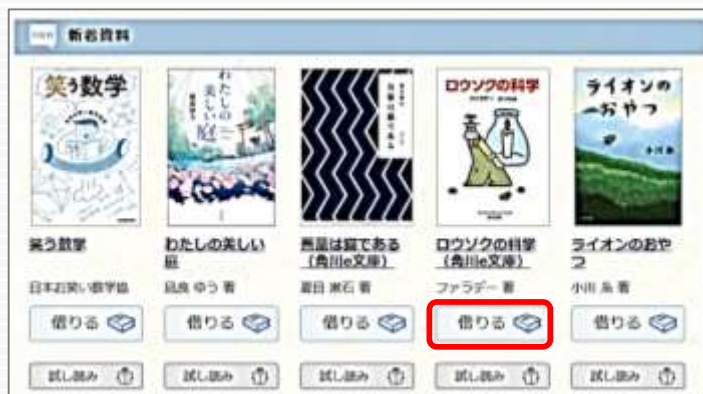 新着資料
笑う数学
わたしの美しい庭
ロウソクの科学
ライオンのおやつ
小川 糸
笑う数学
わたしの美しい
庭
吾輩は猫である
(角川e文庫)
ロウソクの科学
(角川e文庫)
ライオンのおや
つ
日本お笑い数学協
凪良 ゆう 著
夏目 漱石 著
ファラデー 著
小川 糸 著
借りる
借りる
借りる
借りる
借りる
試し読み
試し読み
試し読み
試し読み
試し読み